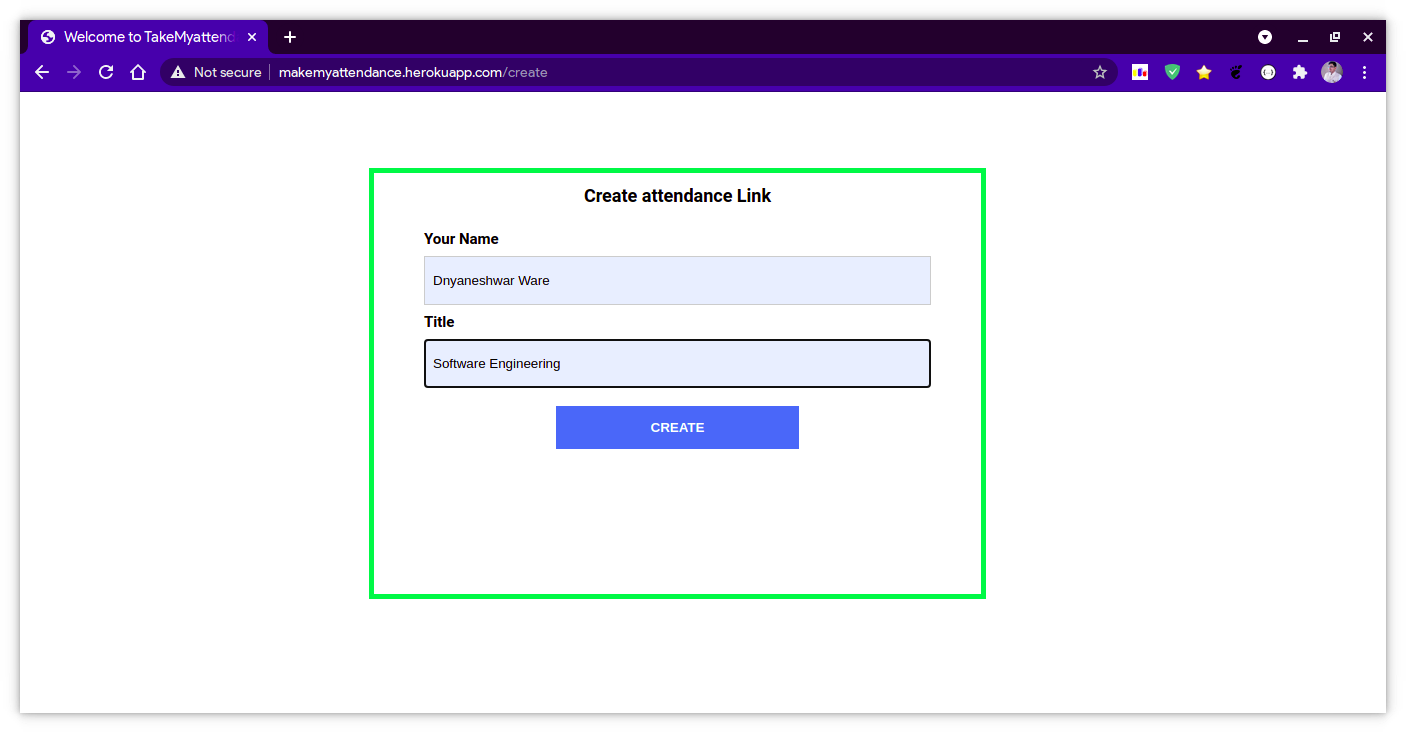 Welcome to TakeMyattend
Not secure makemyattendance.herokuapp.com/create
Create attendance Link
Your Name
Dnyaneshwar Ware
Title
Software Engineering
CREATE